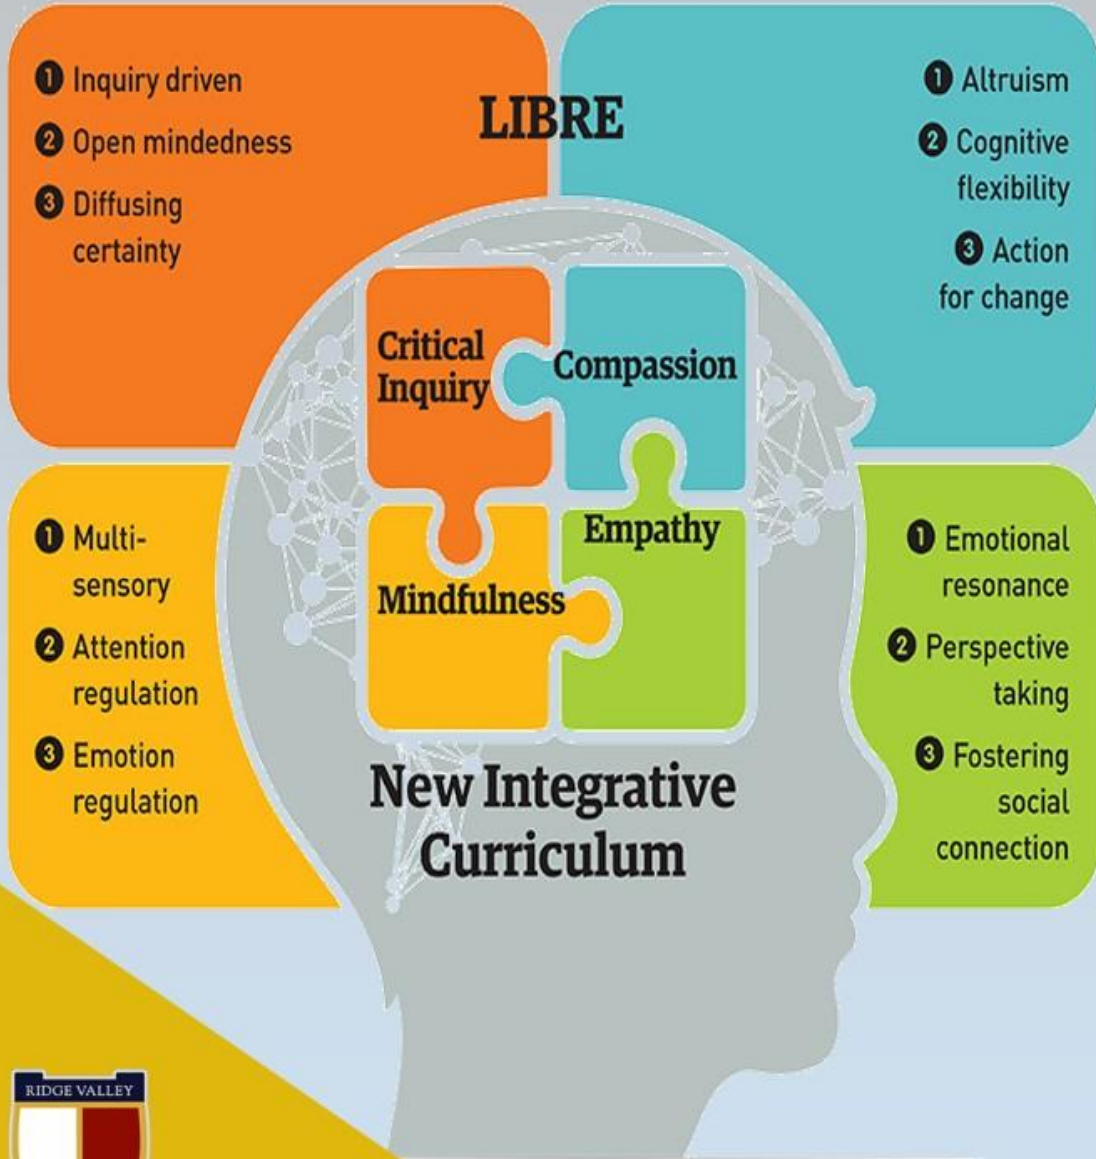 LIBRE
❶ Inquiry driven
❷ Open mindedness
❸ Diffusing
certainty
❶ Altruism
❷ Cognitive
flexibility
❸ Action
for change
Critical
Inquiry
Compassion
Mindfulness
Empathy
❶ Multi-
sensory
❷ Attention
regulation
❸ Emotion
regulation
❶ Emotional
resonance
❷ Perspective
taking
❸ Fostering
social
connection
New Integrative
Curriculum
RIDGE VALLEY